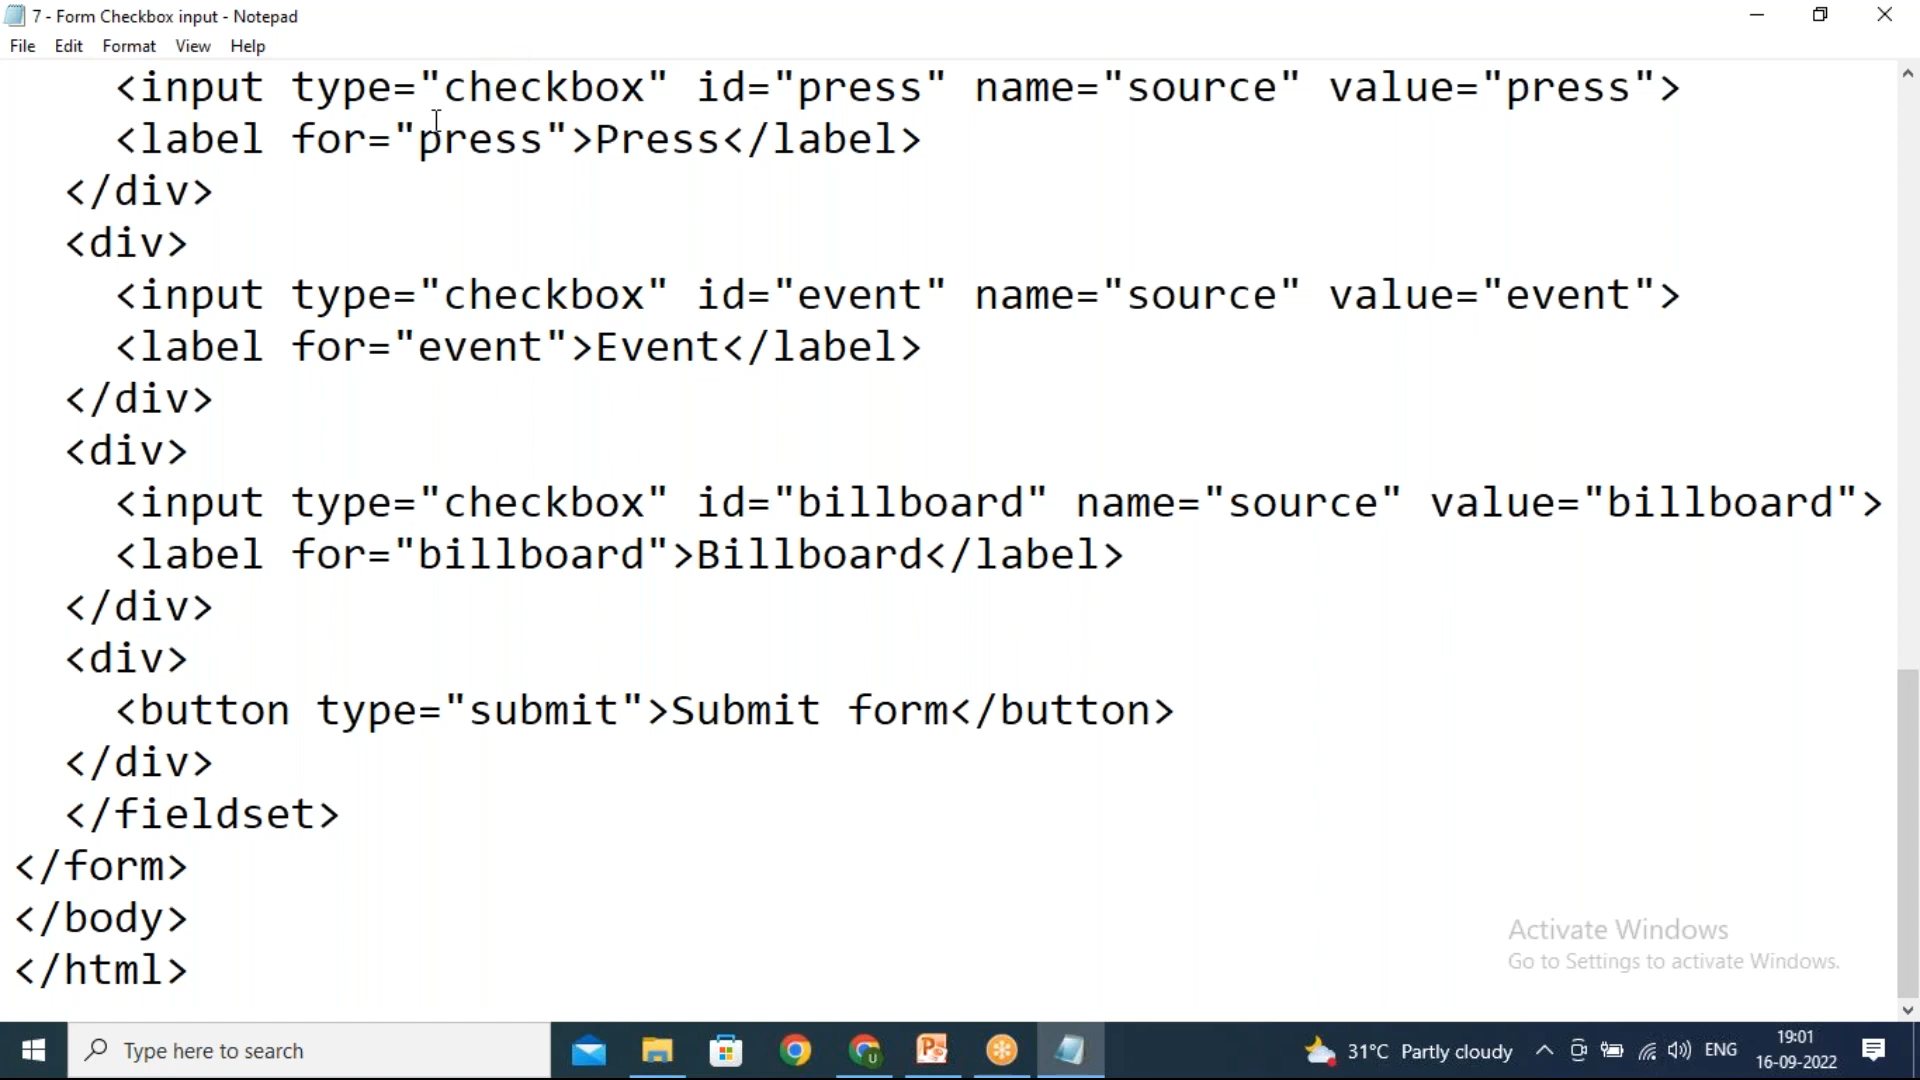 7 - Form Checkbox input - Notepad
File Edit Format View Help
<input type="checkbox" id="press" name="source" value="press">
<label for="press">Press</label>
</div>
<div>
<input type="checkbox" id="event" name="source" value="event">
<label for="event">Event</label>
</div>
<div>
<input type="checkbox" id="billboard" name="source" value="billboard">
<label for="billboard">Billboard</label>
</div>
<div>
<button type="submit">Submit form</button>
</div>
</fieldset>
</form>
</body>
</html>
Activate Windows
Go to Settings to activate Windows.
Type here to search
U
31°C Partly cloudy
ENG
19:01
16-09-2022